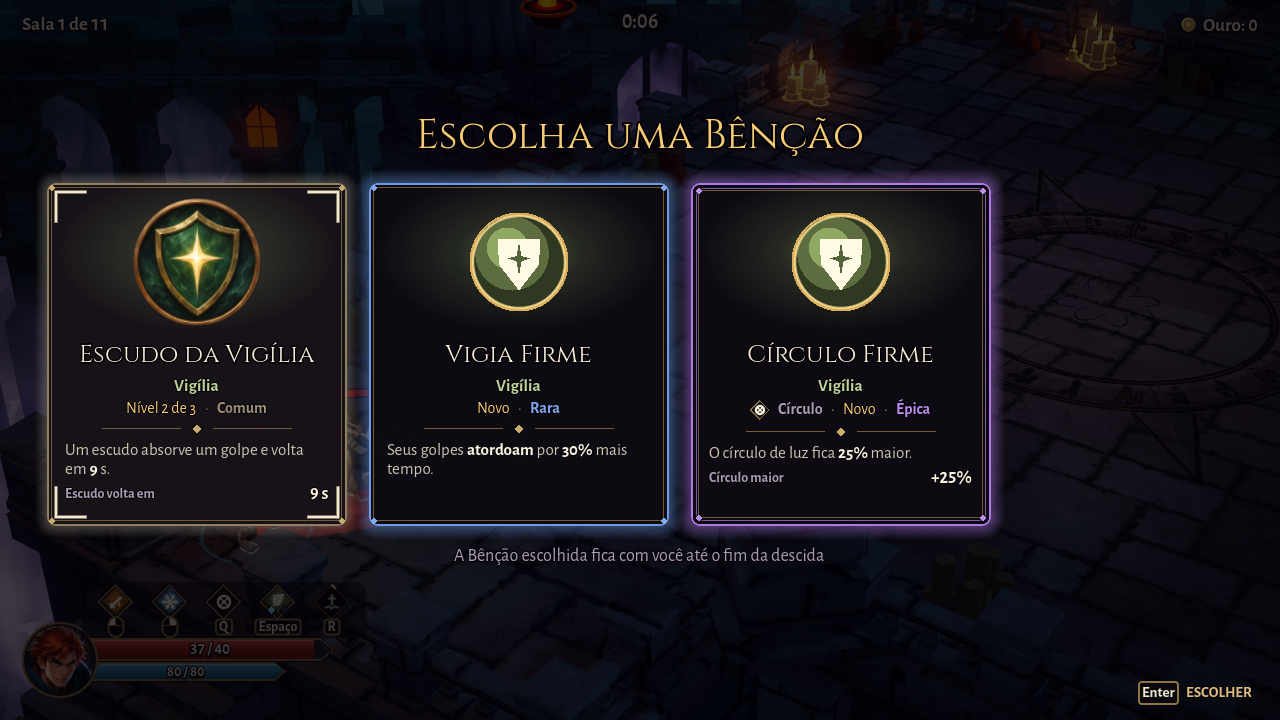 Sala 1 de 11
0:06
Ouro: 0
Escolha uma Bênção
Escudo da Vigília
Vigília
Nível 2 de 3 · Comum
Um escudo absorve um golpe e volta
em 9 s.
Escudo volta em 9 s
Vigia Firme
Vigília
Novo · Rara
Seus golpes atordoam por 30% mais
tempo.
Círculo Firme
Vigília
Círculo · Novo · Épica
O círculo de luz fica 25% maior.
Círculo maior +25%
A Bênção escolhida fica com você até o fim da descida
Q Espaço R
37/40
80/80
Enter ESCOLHER